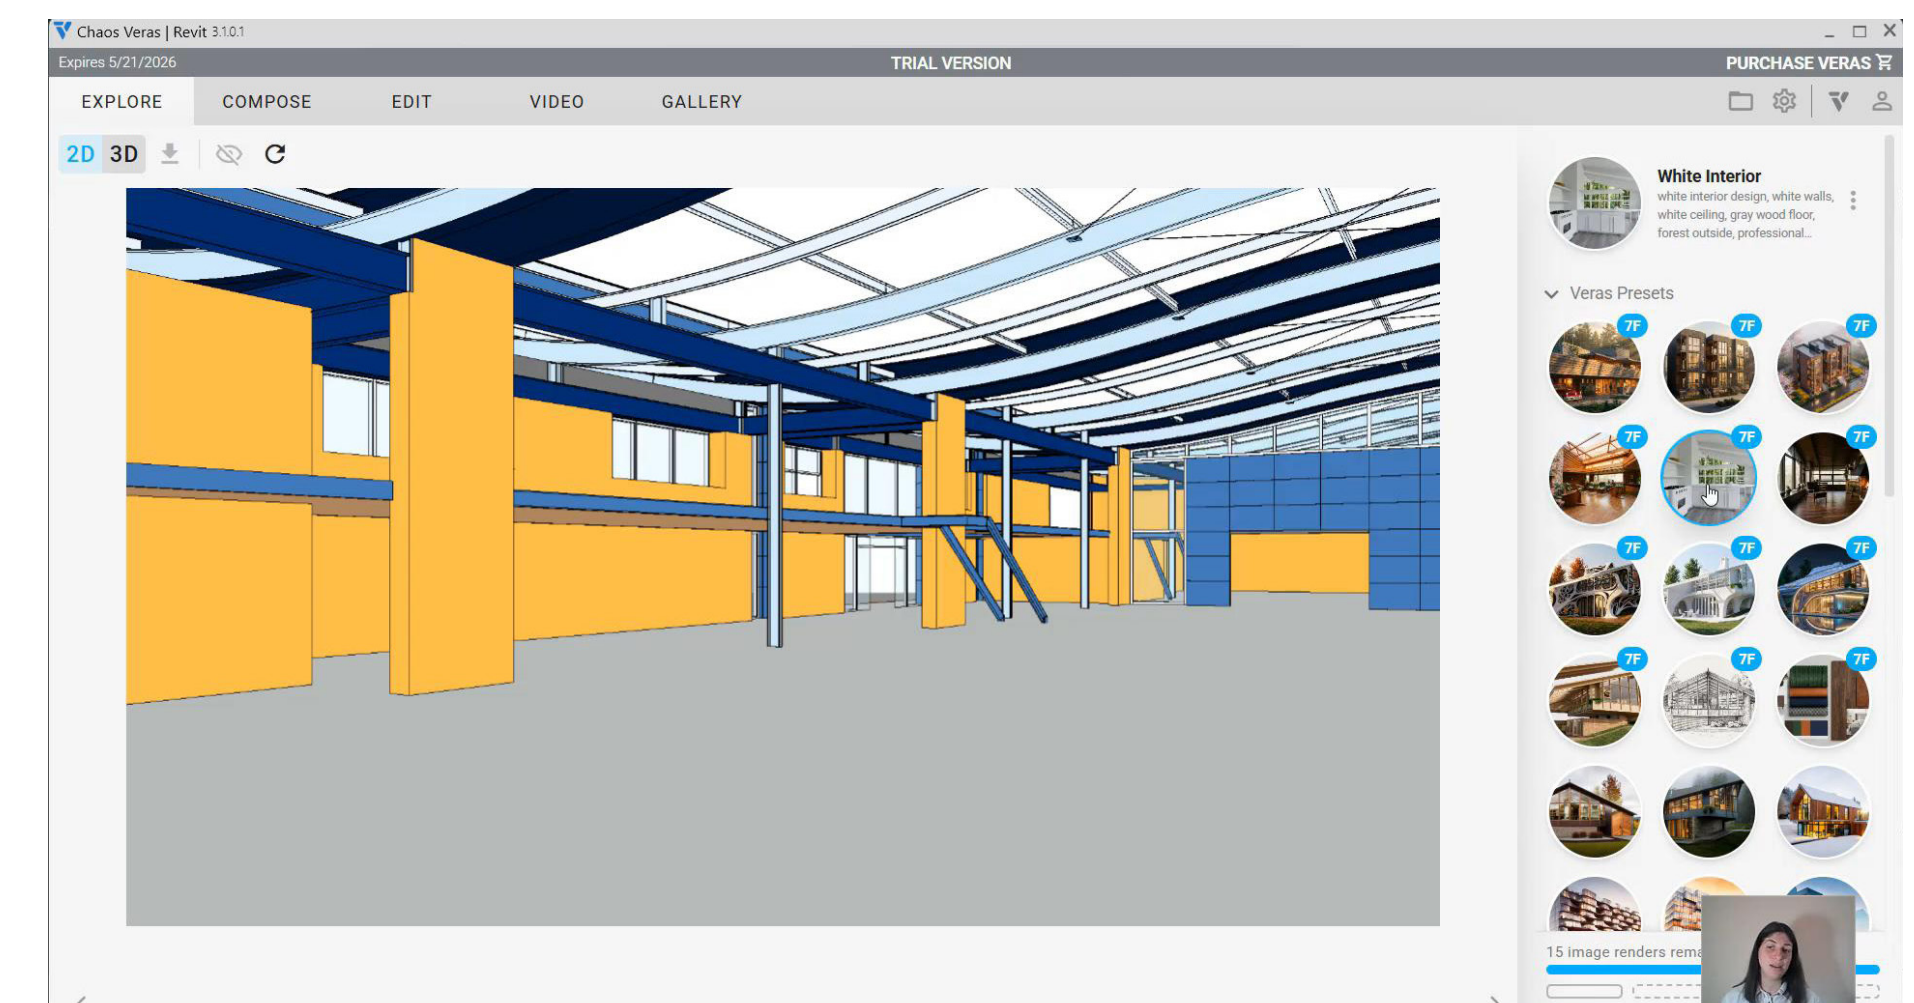 Chaos Veras | Revit 3.1.0.1
Expires 5/21/2026
TRIAL VERSION
PURCHASE VERAS
EXPLORE
COMPOSE
EDIT
VIDEO
GALLERY
2D 3D
White Interior
white interior design, white walls,
white ceiling, gray wood floor,
forest outside, professional...
Veras Presets
7F 7F 7F
7F 7F 7F
7F 7F 7F
7F 7F 7F
15 image renders